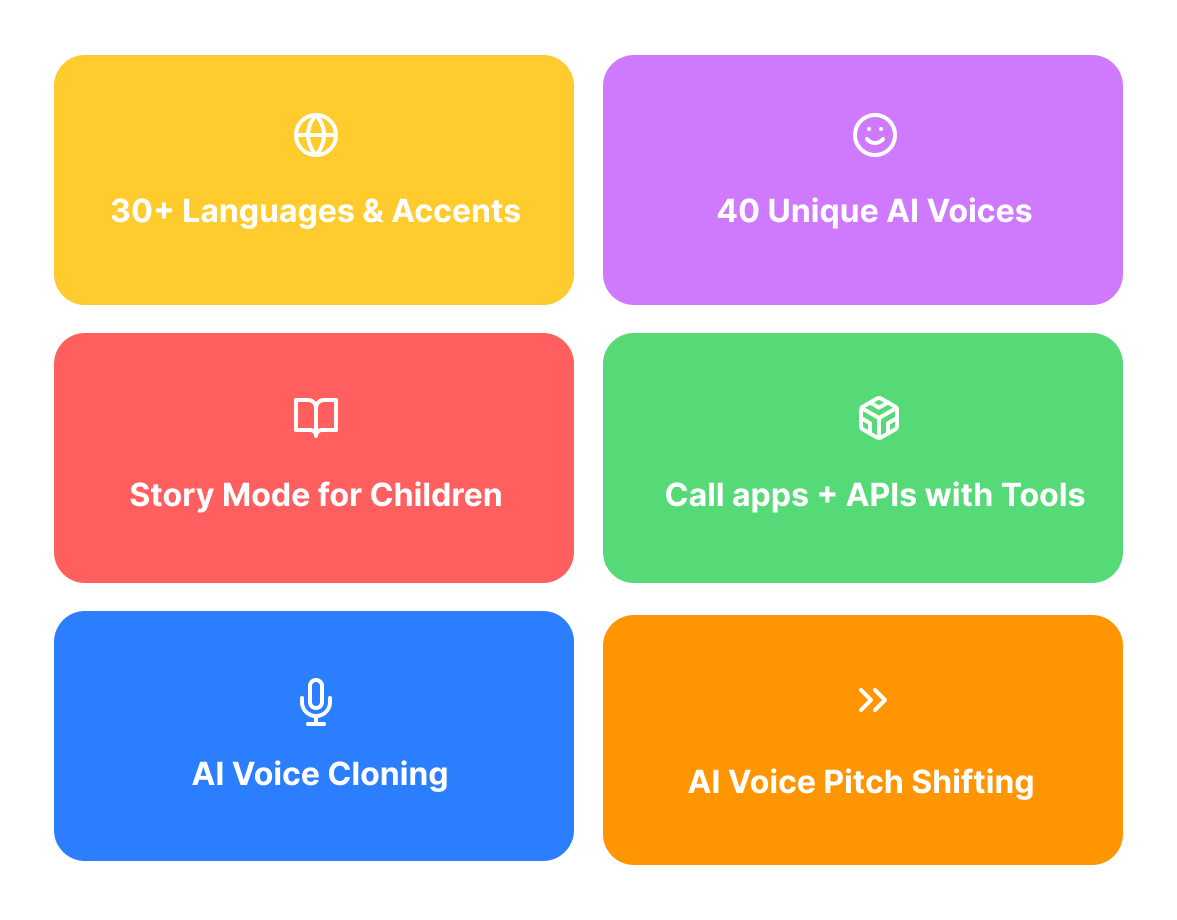 30+ Languages & Accents
40 Unique AI Voices
Story Mode for Children
Call apps + APIs with Tools
AI Voice Cloning
AI Voice Pitch Shifting